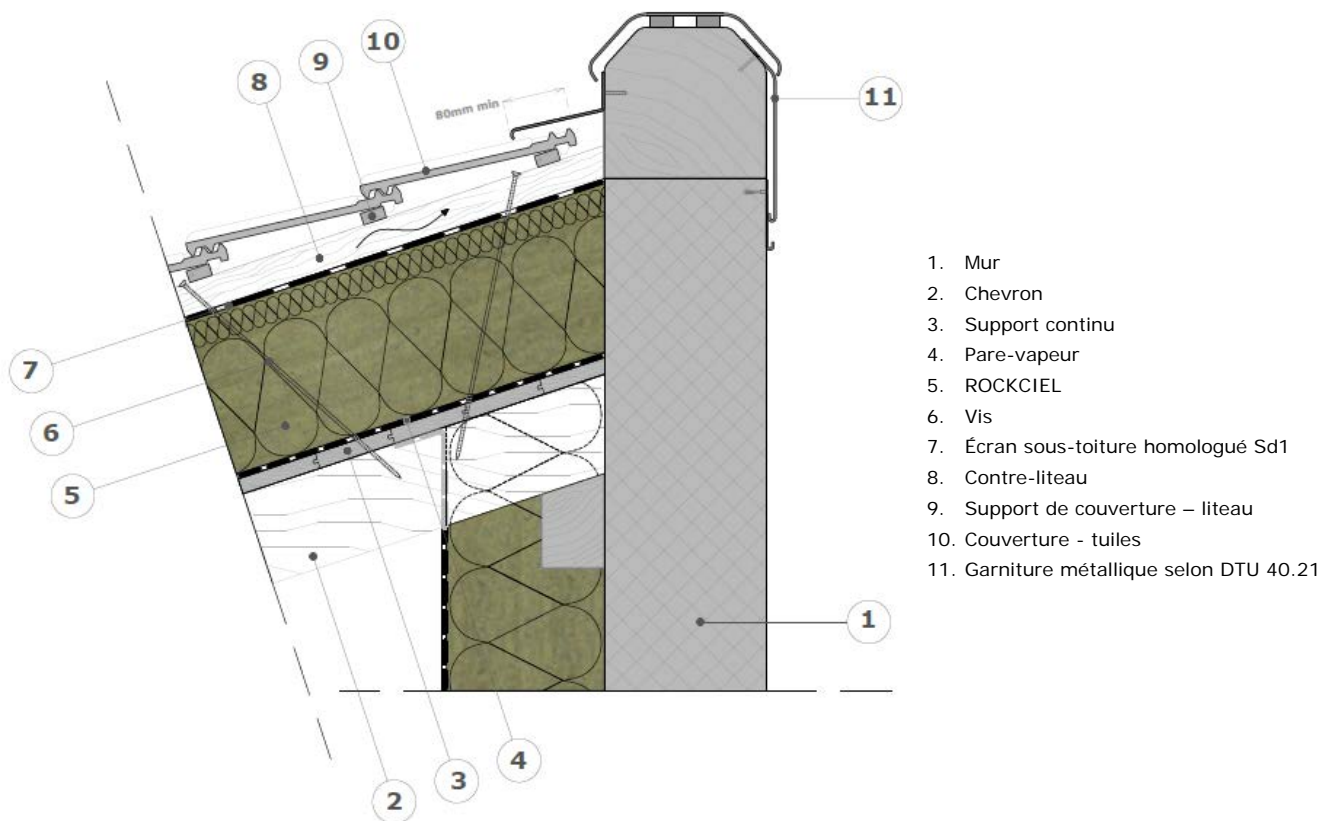 10
9
8
11
80mm min
7
6
5
1
4
3
2
1. Mur
2. Chevron
3. Support continu
4. Pare-vapeur
5. ROCKCIEL
6. Vis
7. Écran sous-toiture homologué Sd1
8. Contre-liteau
9. Support de couverture – liteau
10. Couverture - tuiles
11. Garniture métallique selon DTU 40.21